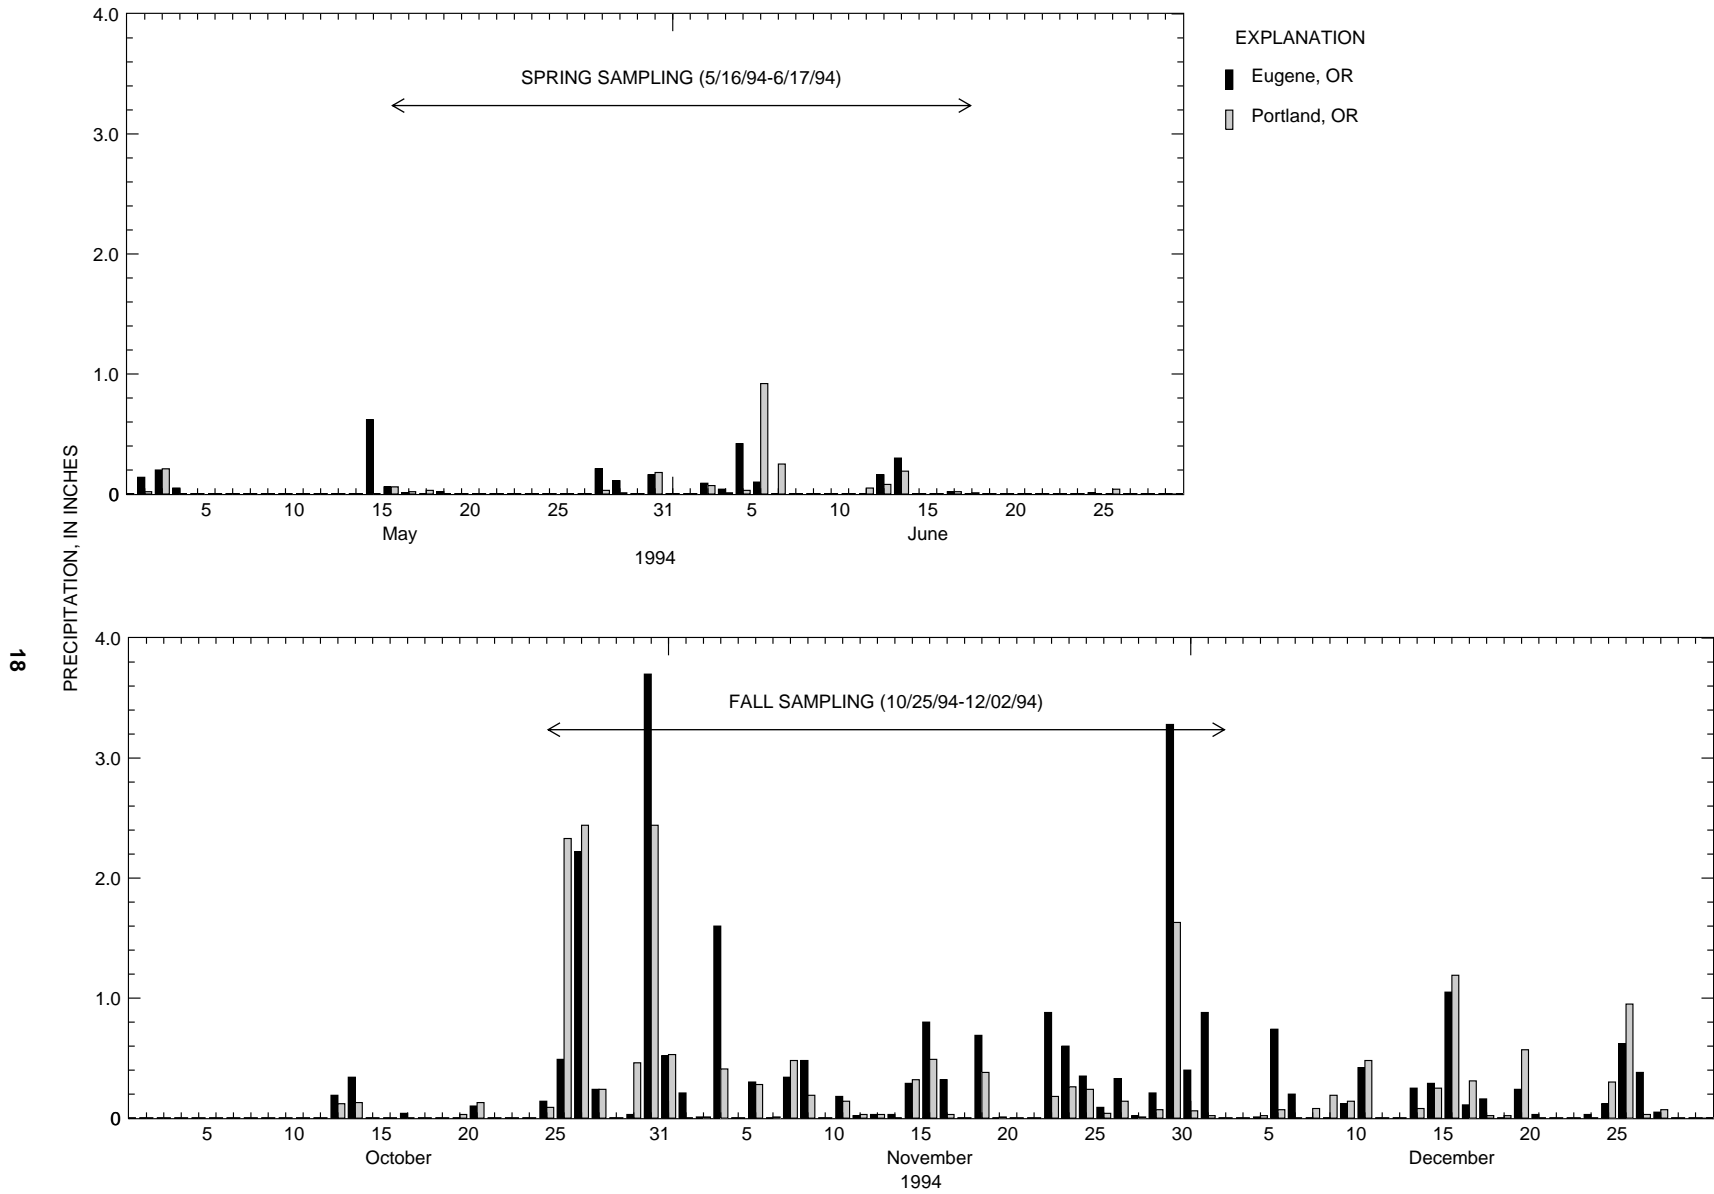 4.0
3.0
2.0
1.0
0
SPRING SAMPLING (5/16/94-6/17/94)
EXPLANATION
Eugene, OR
Portland, OR
5 10 15 20 25 31 5 10 15 20 25
May June
1994
PRECIPITATION, IN INCHES
18
4.0
3.0
2.0
1.0
0
FALL SAMPLING (10/25/94-12/02/94)
5 10 15 20 25 31 5 10 15 20 25 30 5 10 15 20 25
October November December
1994